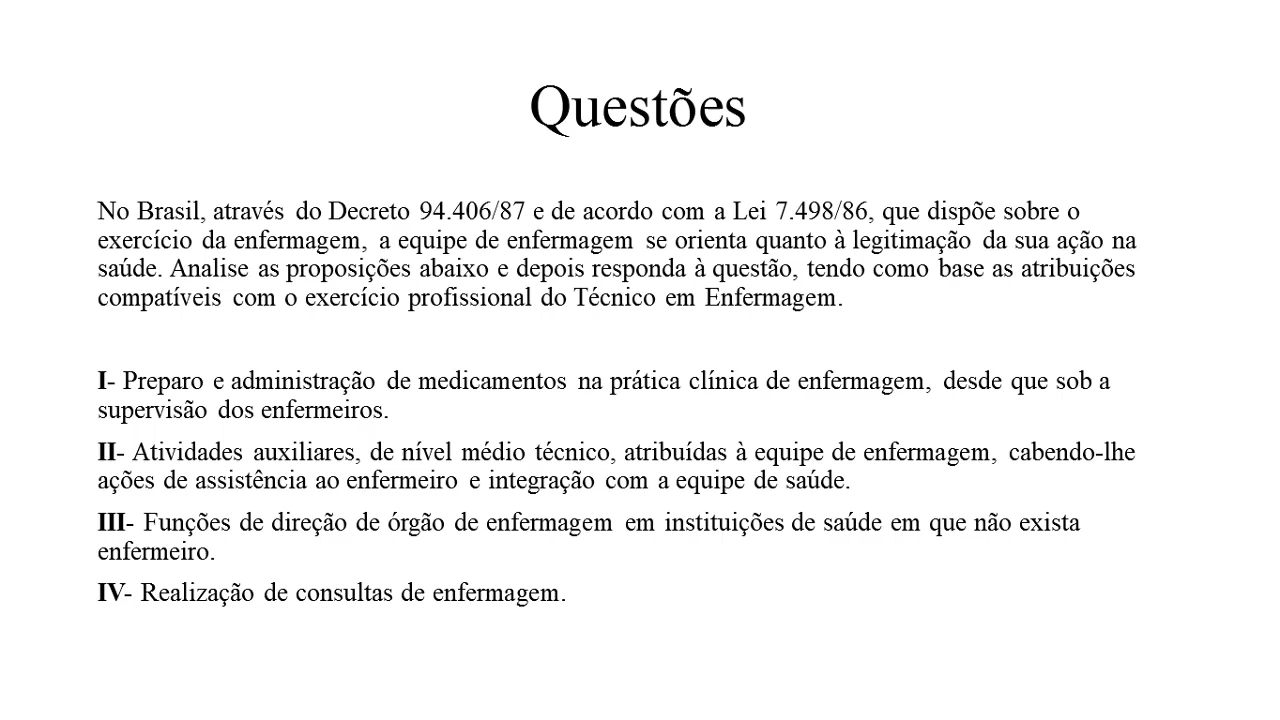 Questões
No Brasil, através do Decreto 94.406/87 e de acordo com a Lei 7.498/86, que dispõe sobre o
exercício da enfermagem, a equipe de enfermagem se orienta quanto à legitimação da sua ação na
saúde. Analise as proposições abaixo e depois responda à questão, tendo como base as atribuições
compatíveis com o exercício profissional do Técnico em Enfermagem.
I- Preparo e administração de medicamentos na prática clínica de enfermagem, desde que sob a
supervisão dos enfermeiros.
II- Atividades auxiliares, de nível médio técnico, atribuídas à equipe de enfermagem, cabendo-lhe
ações de assistência ao enfermeiro e integração com a equipe de saúde.
III- Funções de direção de órgão de enfermagem em instituições de saúde em que não exista
enfermeiro.
IV- Realização de consultas de enfermagem.